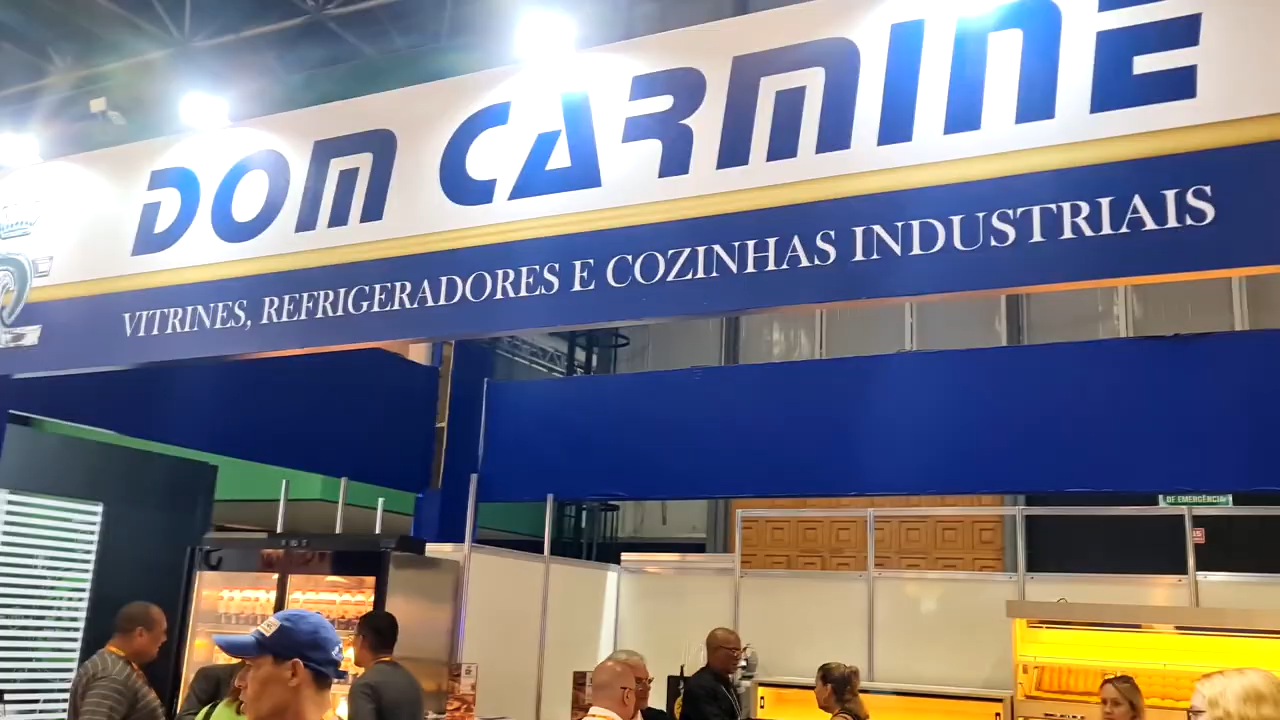 DOM CARMINE
VITRINES, REFRIGERADORES E COZINHAS INDUSTRIAIS
DE EMERGÊNCIA